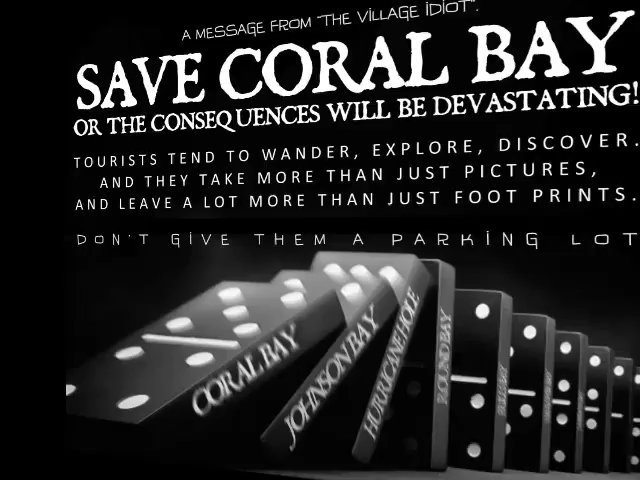 A MESSAGE FROM "THE VILLAGE IDIOT".
SAVE CORAL BAY
OR THE CONSEQUENCES WILL BE DEVASTATING!
TOURISTS TEND TO WANDER, EXPLORE, DISCOVER.
AND THEY TAKE MORE THAN JUST PICTURES,
AND LEAVE A LOT MORE THAN JUST FOOT PRINTS.
DON'T GIVE THEM A PARKING LOT
CORAL BAY
JOHNSON BAY
HURRICANE HOLE
ROUND BAY